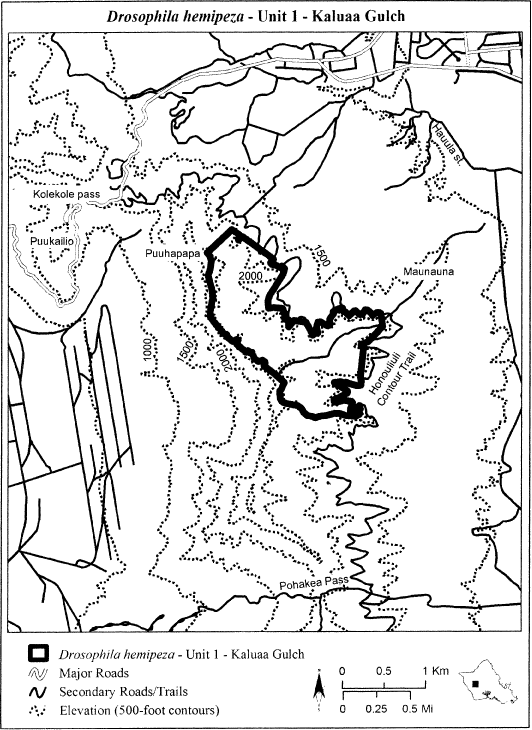 Drosophila hemipeza - Unit 1 - Kaluaa Gulch
Hauula st.
Kolekole pass
Puukailio
Puuhapapa
1500
2000
Maunauna
1000
1500
2000
Honouliuli
Contour Trail
Pohakea Pass
Drosophila hemipeza - Unit 1 - Kaluaa Gulch
Major Roads
Secondary Roads/Trails
Elevation (500-foot contours)
0 0.5 1 Km
0 0.25 0.5 Mi